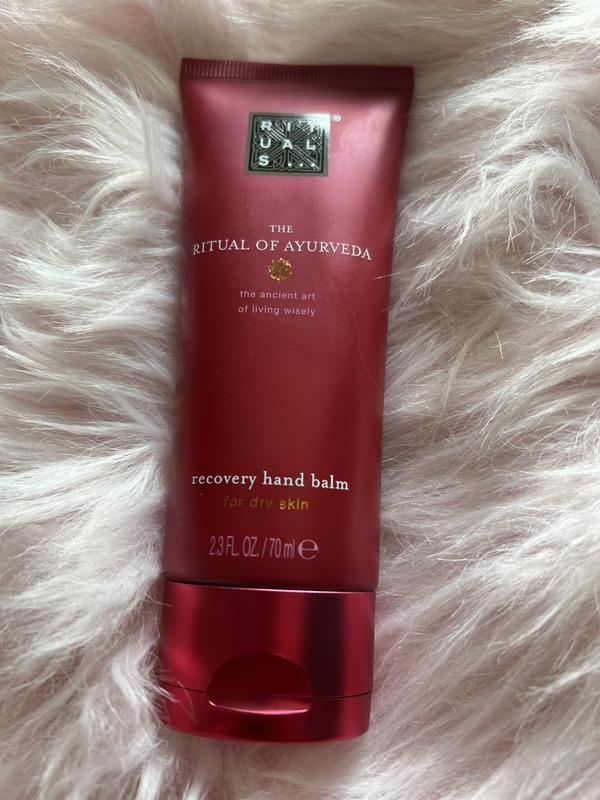 RIT
UAL
S...
®
THE
RITUAL OF AYURVEDA
the ancient art
of living wisely
recovery hand balm
for dry skin
2.3 FL. OZ. / 70 ml ℮